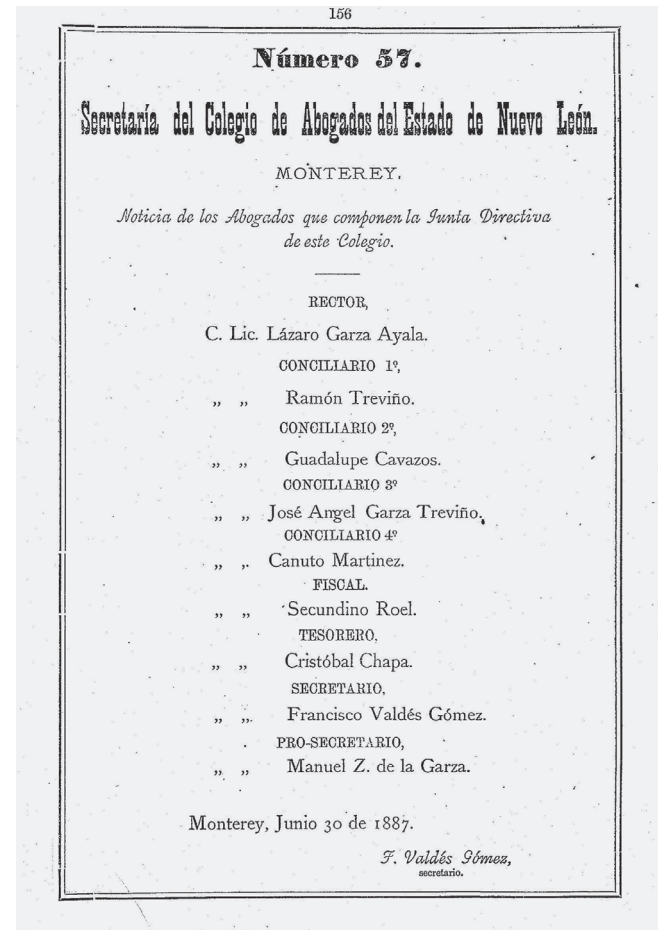 156
Número 57.
Secretaría del Colegio de Abogados del Estado de Nuevo León.
MONTEREY.
Noticia de los Abogados que componen la Junta Directiva
de este Colegio.
RECTOR,
C. Lic. Lázaro Garza Ayala.
CONCILIARIO 1º,
„ „ Ramón Treviño.
CONCILIARIO 2º,
„ „ Guadalupe Cavazos.
CONCILIARIO 3º
„ „ José Angel Garza Treviño.
CONCILIARIO 4º
„ „ Canuto Martinez.
FISCAL.
„ „ Secundino Roel.
TESORERO,
„ „ Cristóbal Chapa.
SECRETARIO,
„ „ Francisco Valdés Gómez.
PRO-SECRETARIO,
„ „ Manuel Z. de la Garza.
Monterey, Junio 30 de 1887.
F. Valdés Gómez,
secretario.